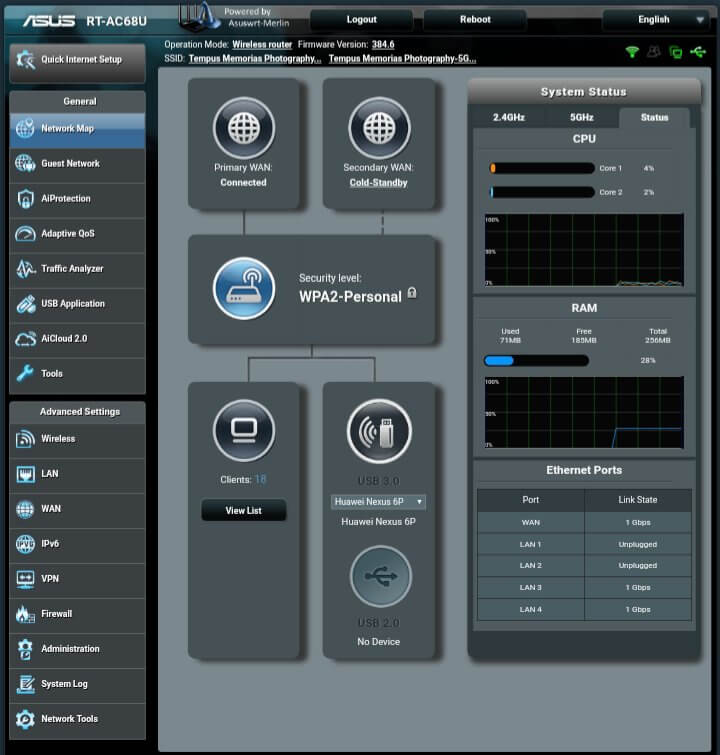 ASUS RT-AC68U
Powered by
Asuswrt-Merlin
Logout
Reboot
English
Operation Mode: Wireless router Firmware Version: 384.6
SSID: Tempus Memorias Photography... Tempus Memorias Photography-5G...
Quick Internet Setup
General
Network Map
Guest Network
AiProtection
Adaptive QoS
Traffic Analyzer
USB Application
AiCloud 2.0
Tools
Advanced Settings
Wireless
LAN
WAN
IPv6
VPN
Firewall
Administration
System Log
Network Tools
Primary WAN:
Connected
Secondary WAN:
Cold-Standby
Security level:
WPA2-Personal
Clients: 18
View List
USB 3.0
Huawei Nexus 6P
Huawei Nexus 6P
USB 2.0
No Device
System Status
2.4GHz 5GHz Status
CPU
Core 1 4%
Core 2 2%
100%
50%
0%
RAM
Used Free Total
71MB 185MB 256MB
28%
100%
50%
0%
Ethernet Ports
Port Link State
WAN 1 Gbps
LAN 1 Unplugged
LAN 2 Unplugged
LAN 3 1 Gbps
LAN 4 1 Gbps